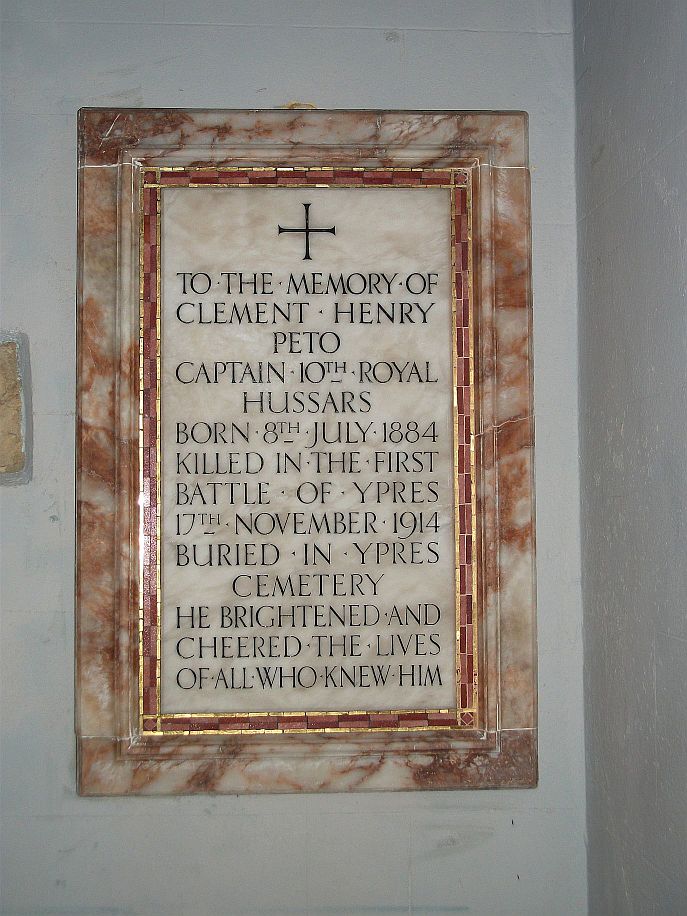 TO·THE·MEMORY·OF
CLEMENT·HENRY
PETO
CAPTAIN·10TH·ROYAL
HUSSARS
BORN·8TH·JULY·1884
KILLED IN·THE·FIRST
BATTLE·OF·YPRES
17TH·NOVEMBER·1914
BURIED·IN·YPRES
CEMETERY
HE BRIGHTENED·AND
CHEERED·THE·LIVES
OF·ALL·WHO·KNEW·HIM